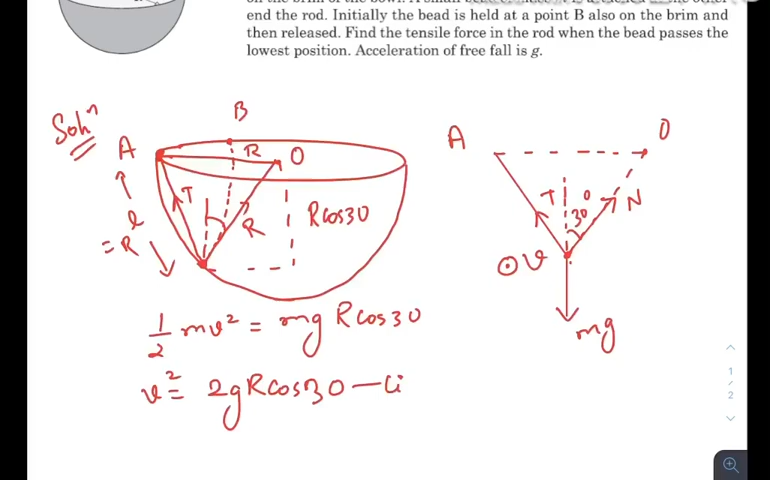 end the rod. Initially the bead is held at a point B also on the brim and
then released. Find the tensile force in the rod when the bead passes the
lowest position. Acceleration of free fall is g.
Solⁿ
B
A
R
O
T
R
Rcos30
l
=R
A
O
T
30°
N
v
mg
1/2 mv² = mg Rcos30
v² = 2gRcos30 — (i
1
/
2